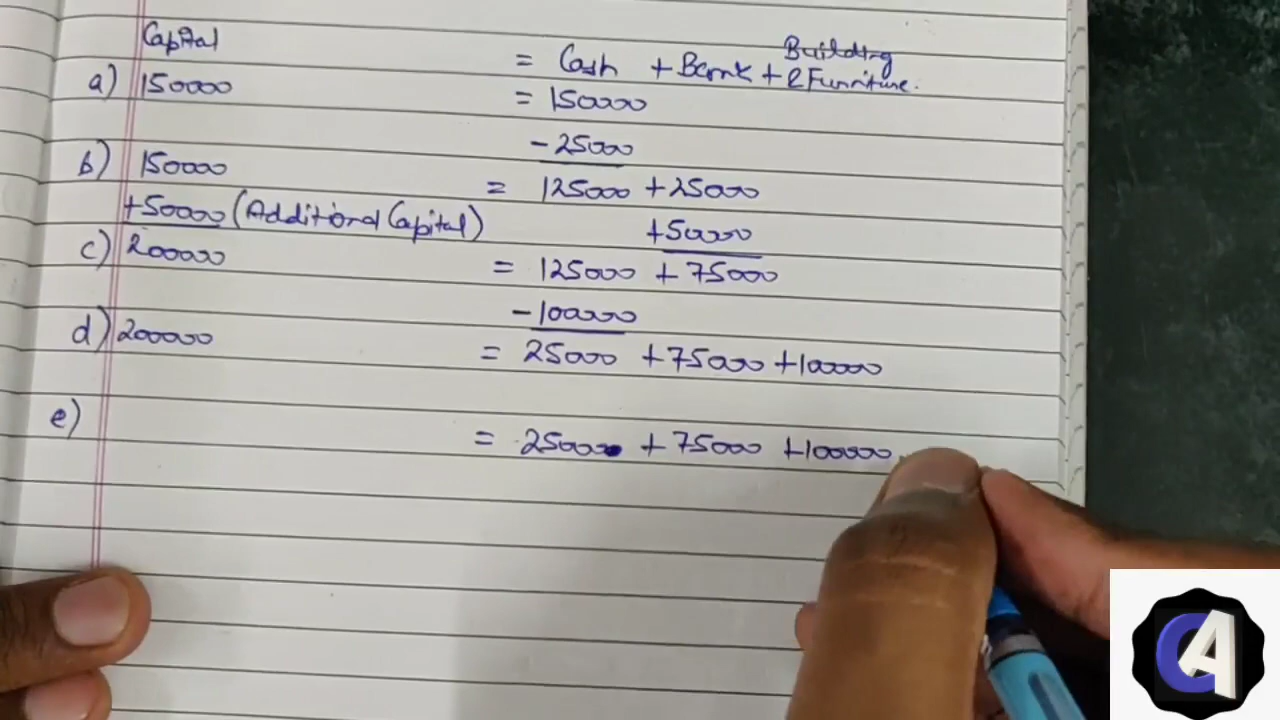 Capital = Cash + Bank + Building & Furniture.
a) 150000 = 150000
- 25000
b) 150000 = 125000 + 25000
+50000 (Additional Capital) +50000
c) 200000 = 125000 + 75000
- 100000
d) 200000 = 25000 + 75000 + 100000
e) = 25000 + 75000 + 100000
CA